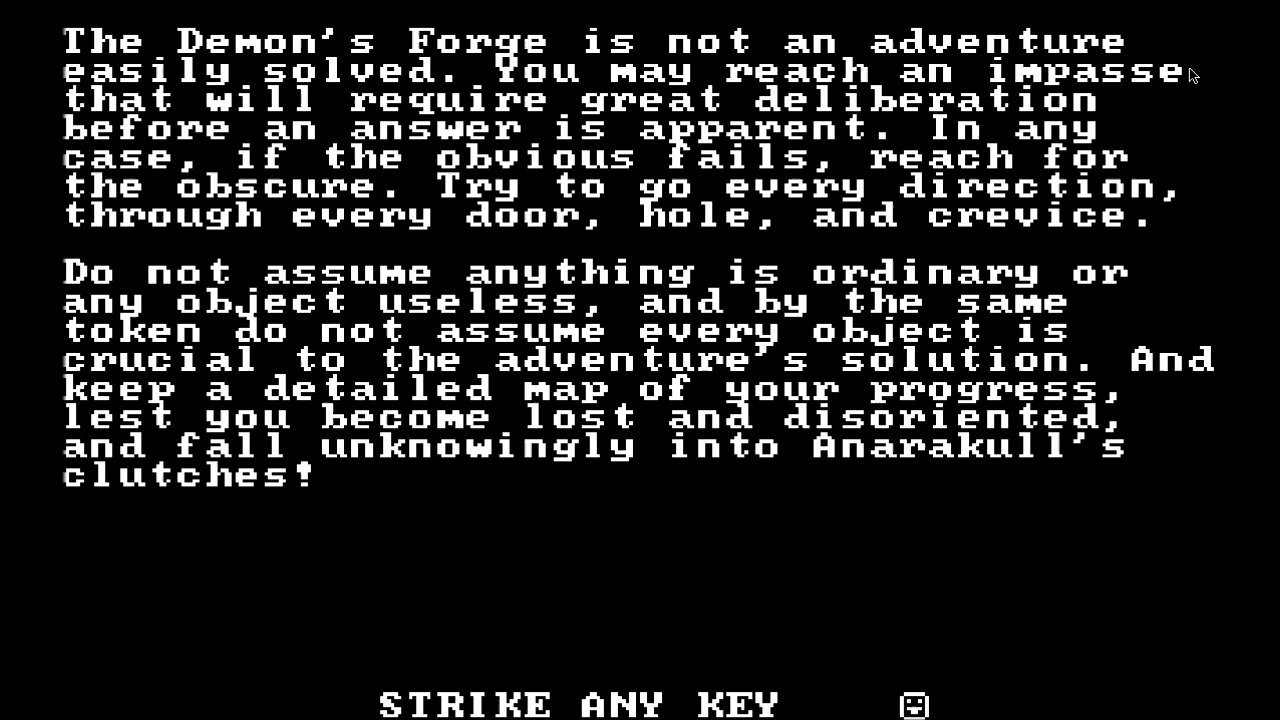 The Demon's Forge is not an adventure
easily solved. You may reach an impasse
that will require great deliberation
before an answer is apparent. In any
case, if the obvious fails, reach for
the obscure. Try to go every direction,
through every door, hole, and crevice.
Do not assume anything is ordinary or
any object useless, and by the same
token do not assume every object is
crucial to the adventure's solution. And
keep a detailed map of your progress,
lest you become lost and disoriented,
and fall unknowingly into Anarakull's
clutches!
STRIKE ANY KEY